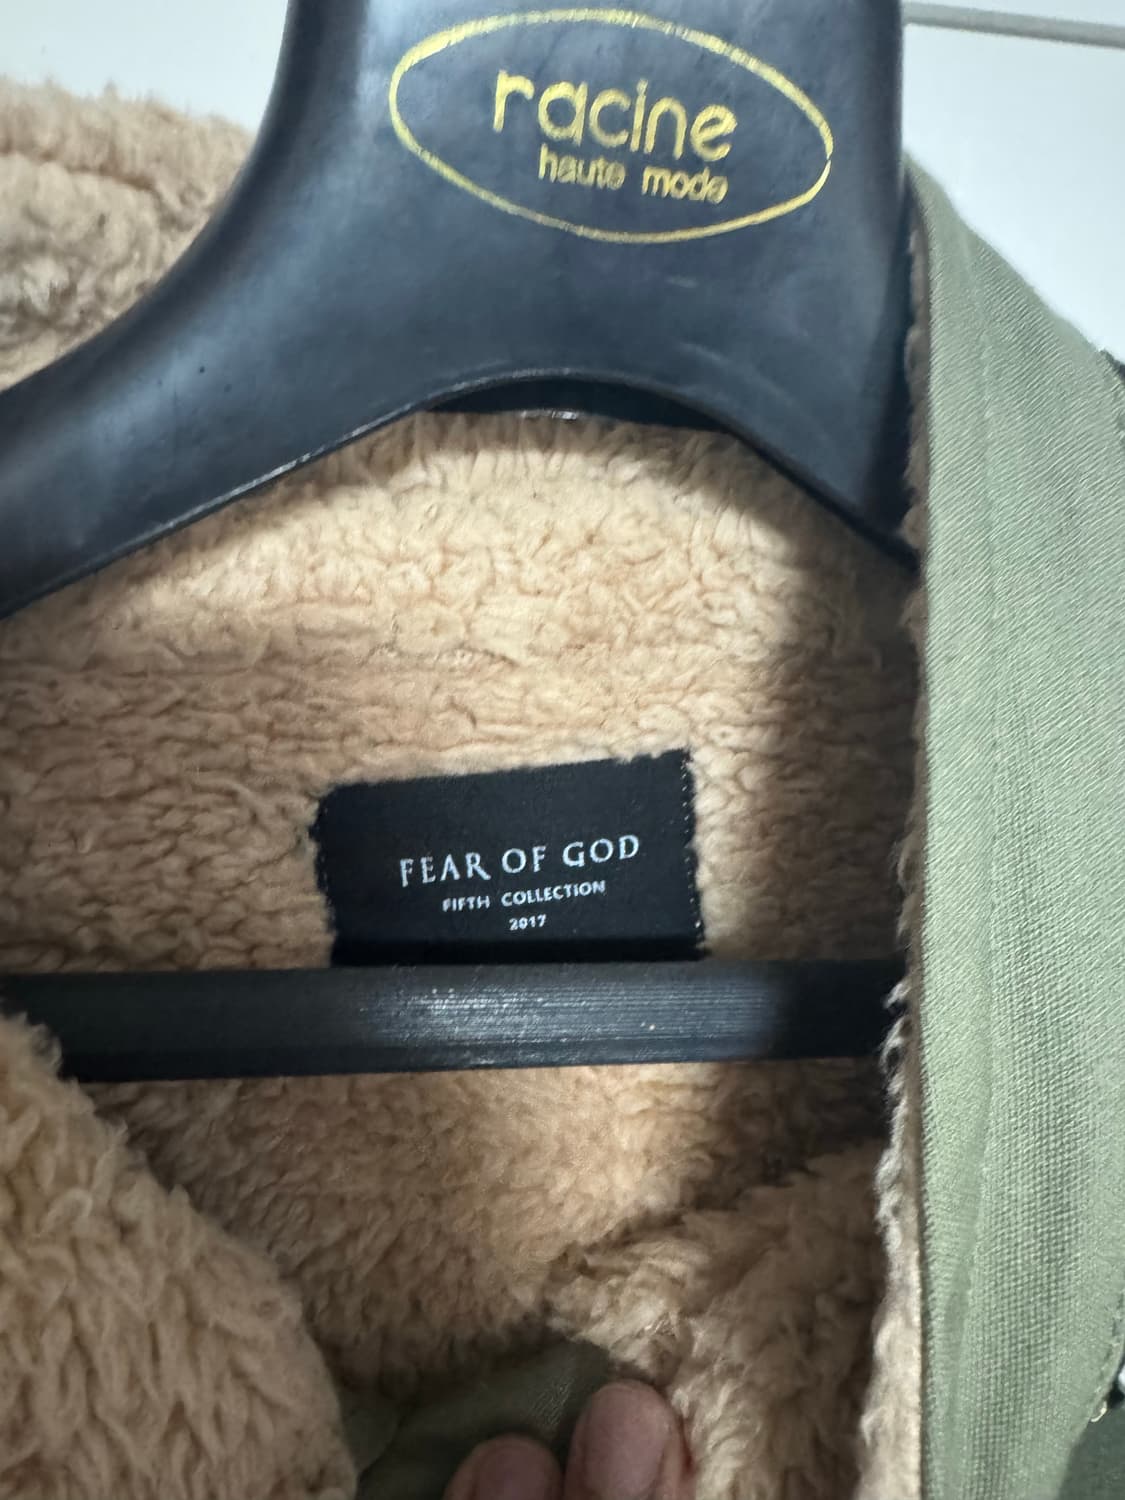 racine
haute mode
FEAR OF GOD
FIFTH COLLECTION
2017